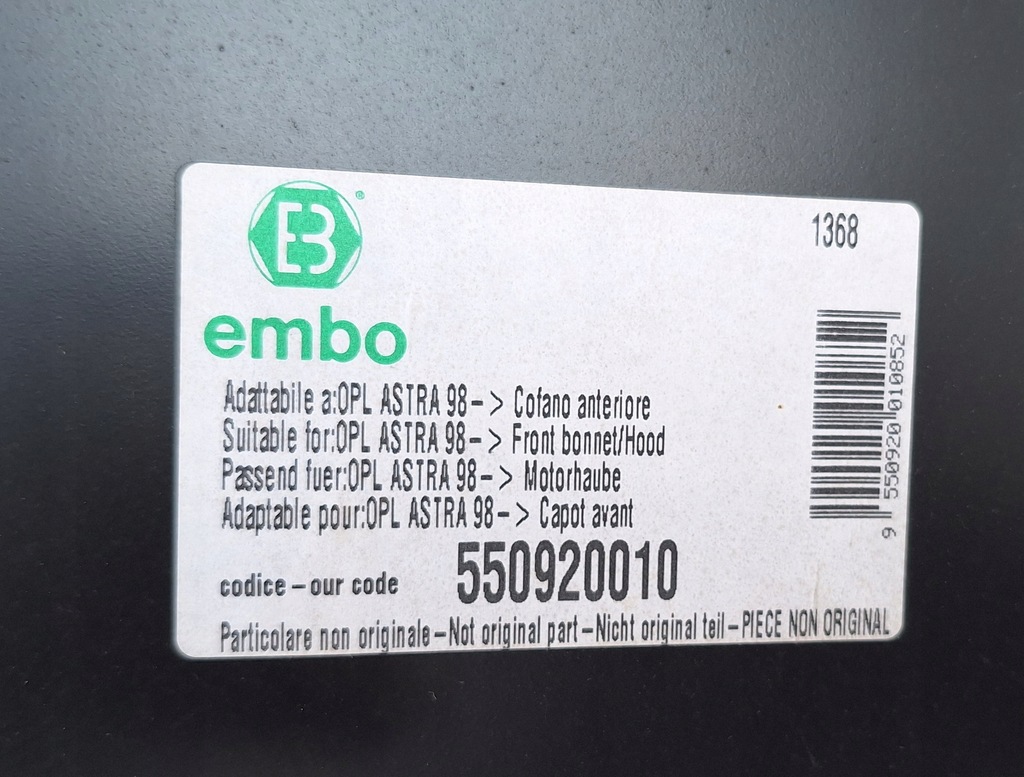 EB®
embo
1368
Adattabile a:OPL ASTRA 98-> Cofano anteriore
Suitable for:OPL ASTRA 98-> Front bonnet/Hood
Passend fuer:OPL ASTRA 98-> Motorhaube
Adaptable pour:OPL ASTRA 98-> Capot avant
codice-our code 550920010
Particolare non originale-Not original part-Nicht original teil-PIECE NON ORIGINAL
9 550920 010852